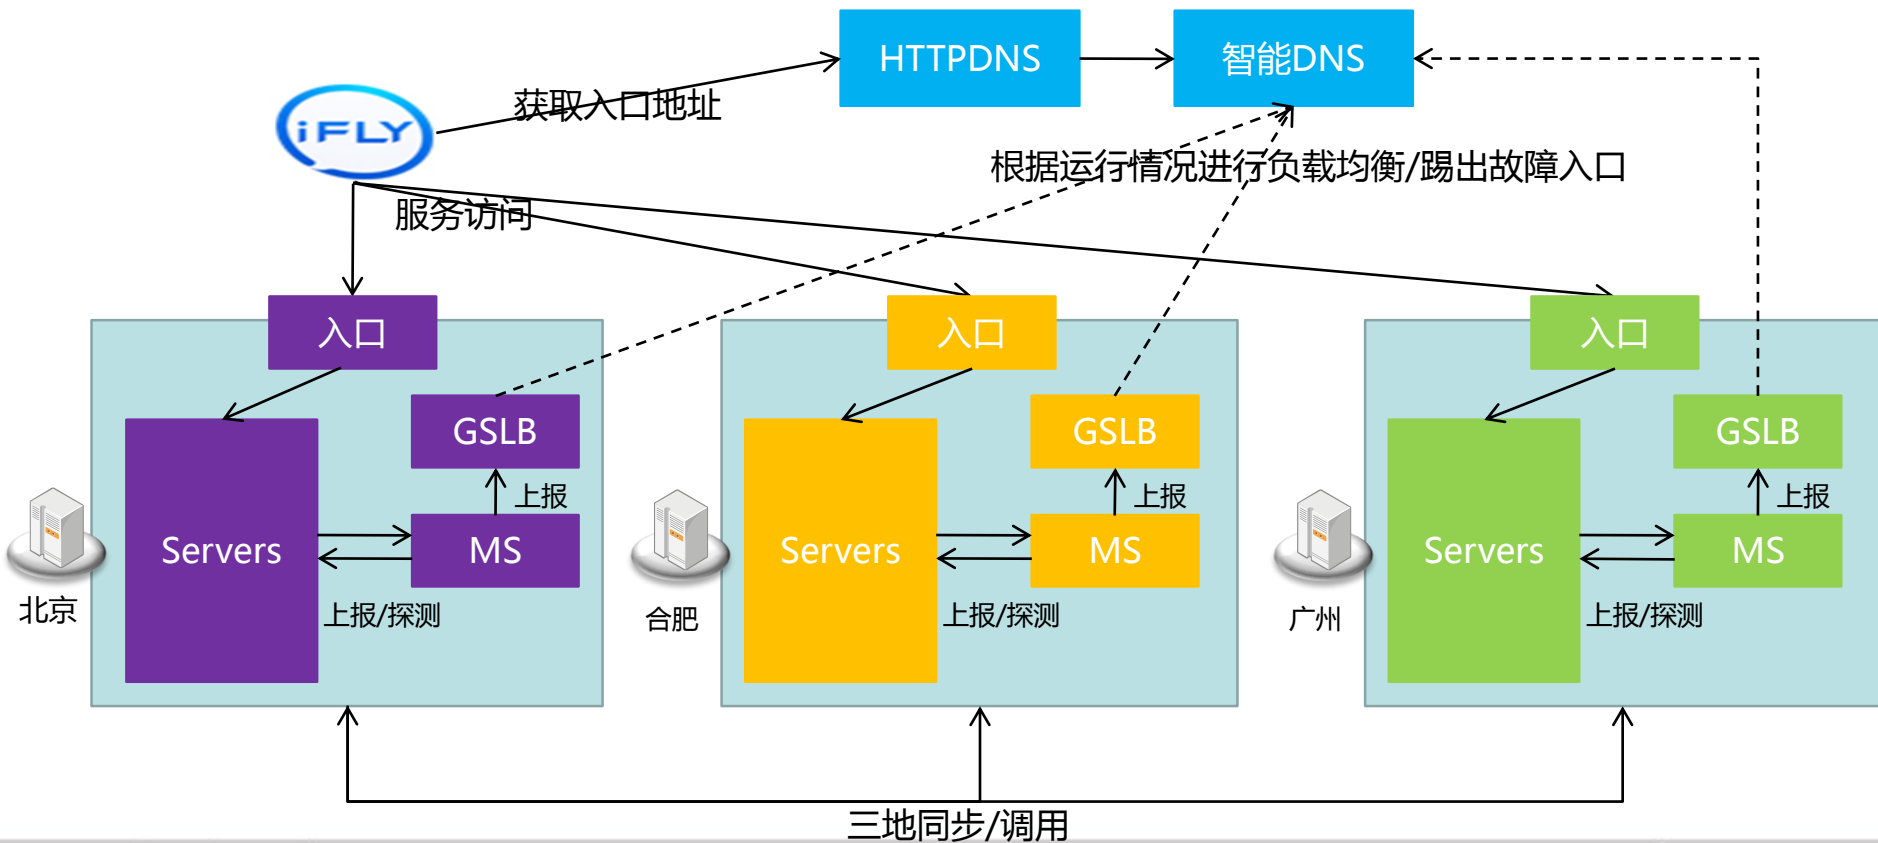 HTTPDNS
智能DNS
获取入口地址
iFLY
根据运行情况进行负载均衡/踢出故障入口
服务访问
入口
入口
入口
GSLB
GSLB
GSLB
上报
上报
上报
Servers
MS
Servers
MS
Servers
MS
上报/探测
上报/探测
上报/探测
北京
合肥
广州
三地同步/调用